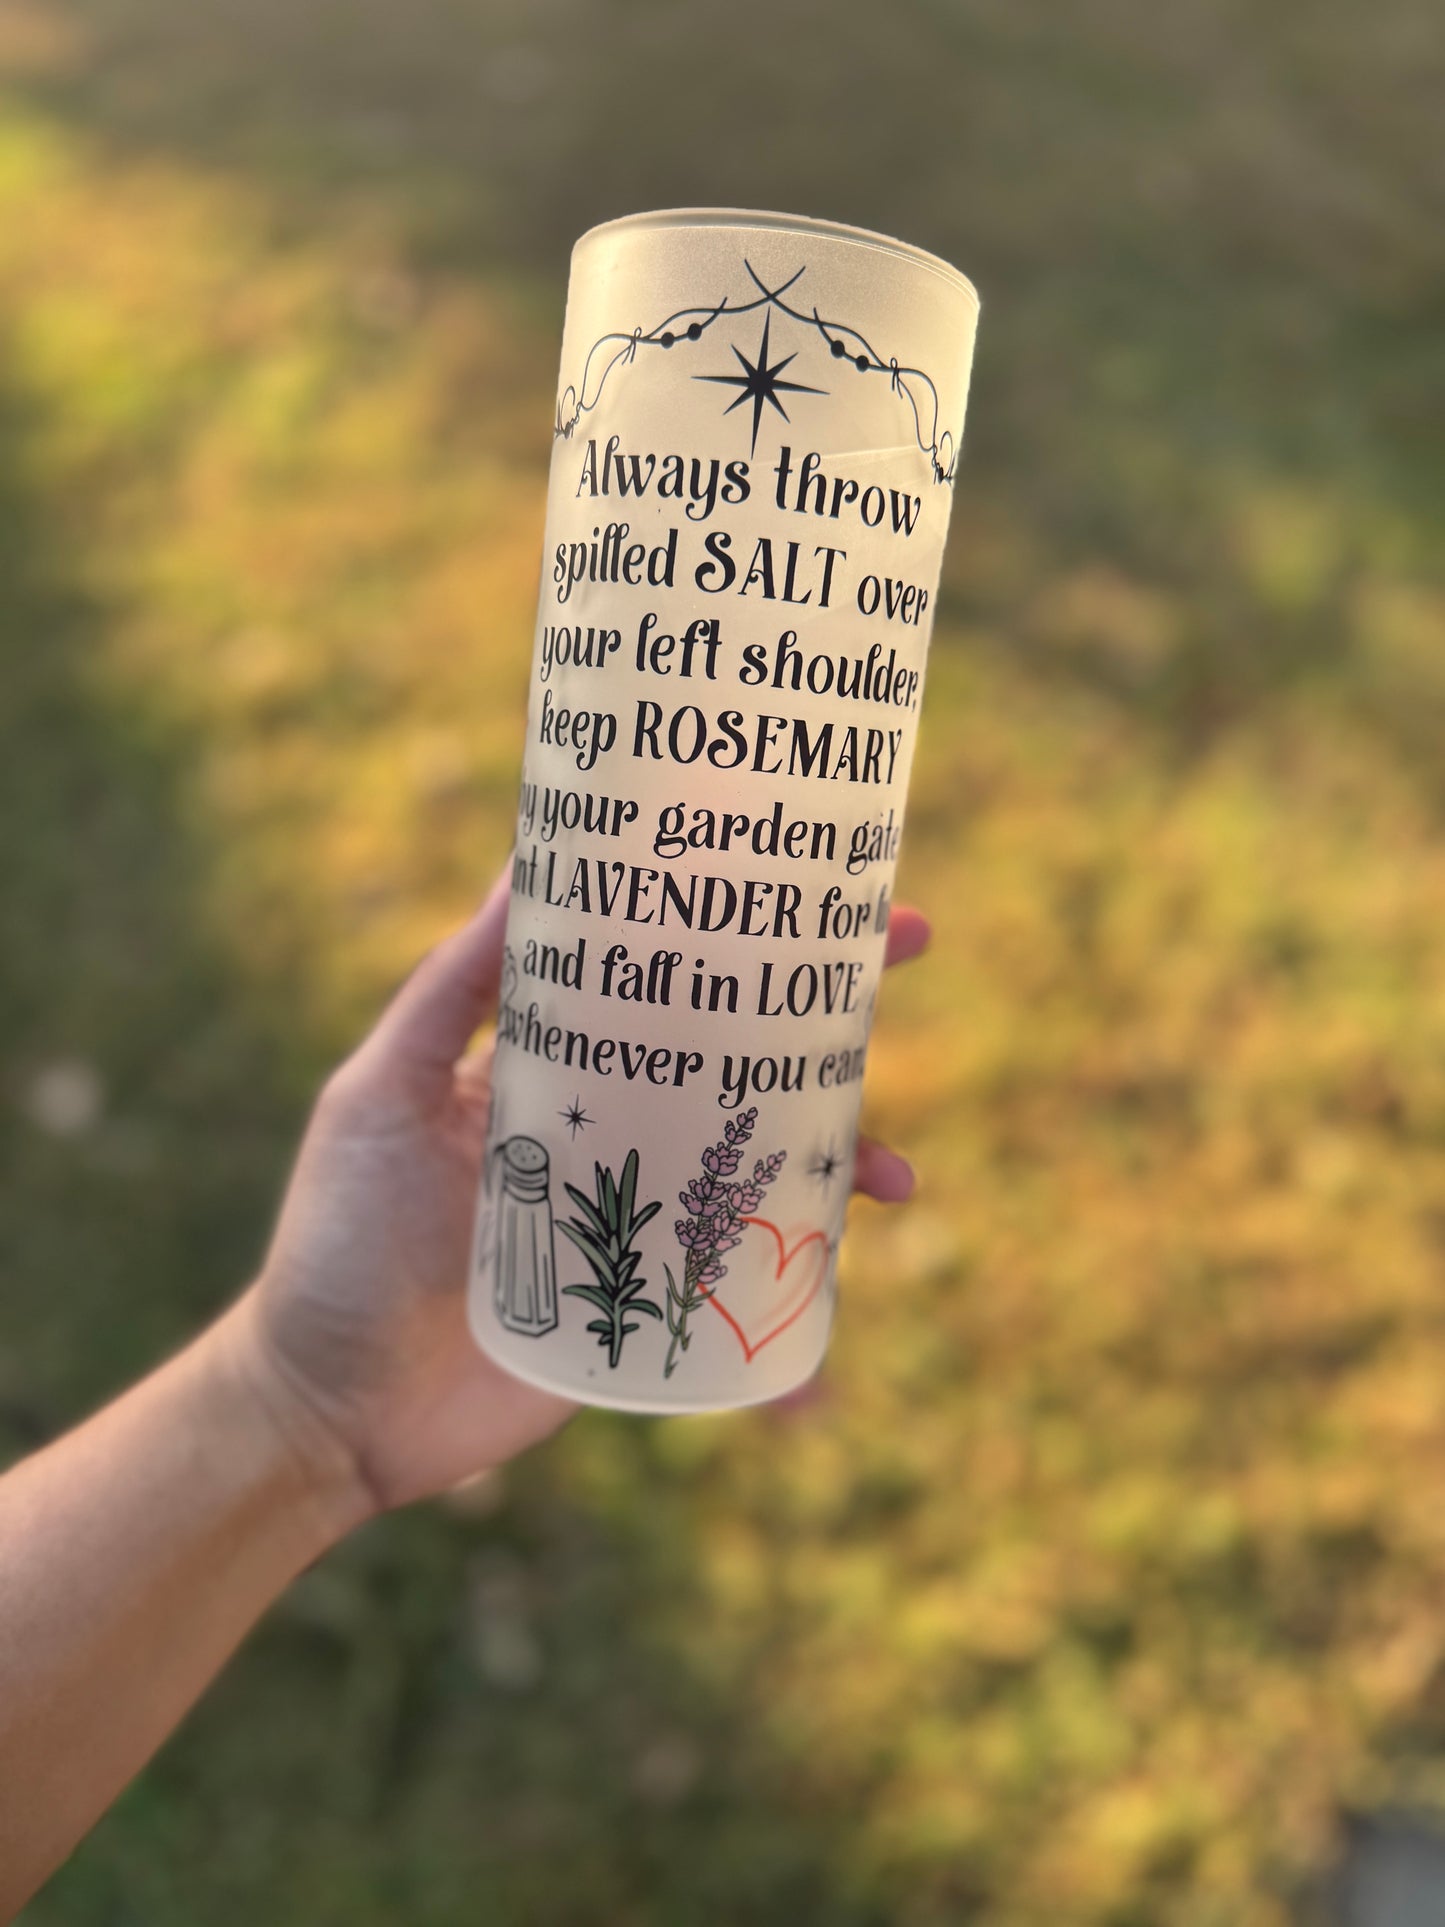 Always throw
spilled SALT over
your left shoulder,
keep ROSEMARY
by your garden gate
LAVENDER for
and fall in LOVE
whenever you can